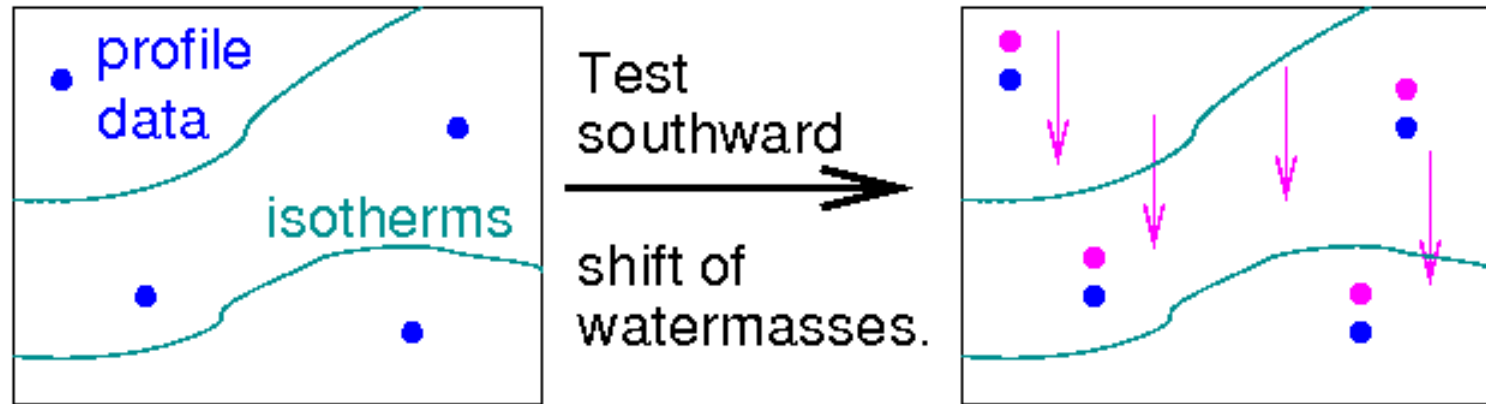 profile
data
isotherms
Test
southward
shift of
watermasses.